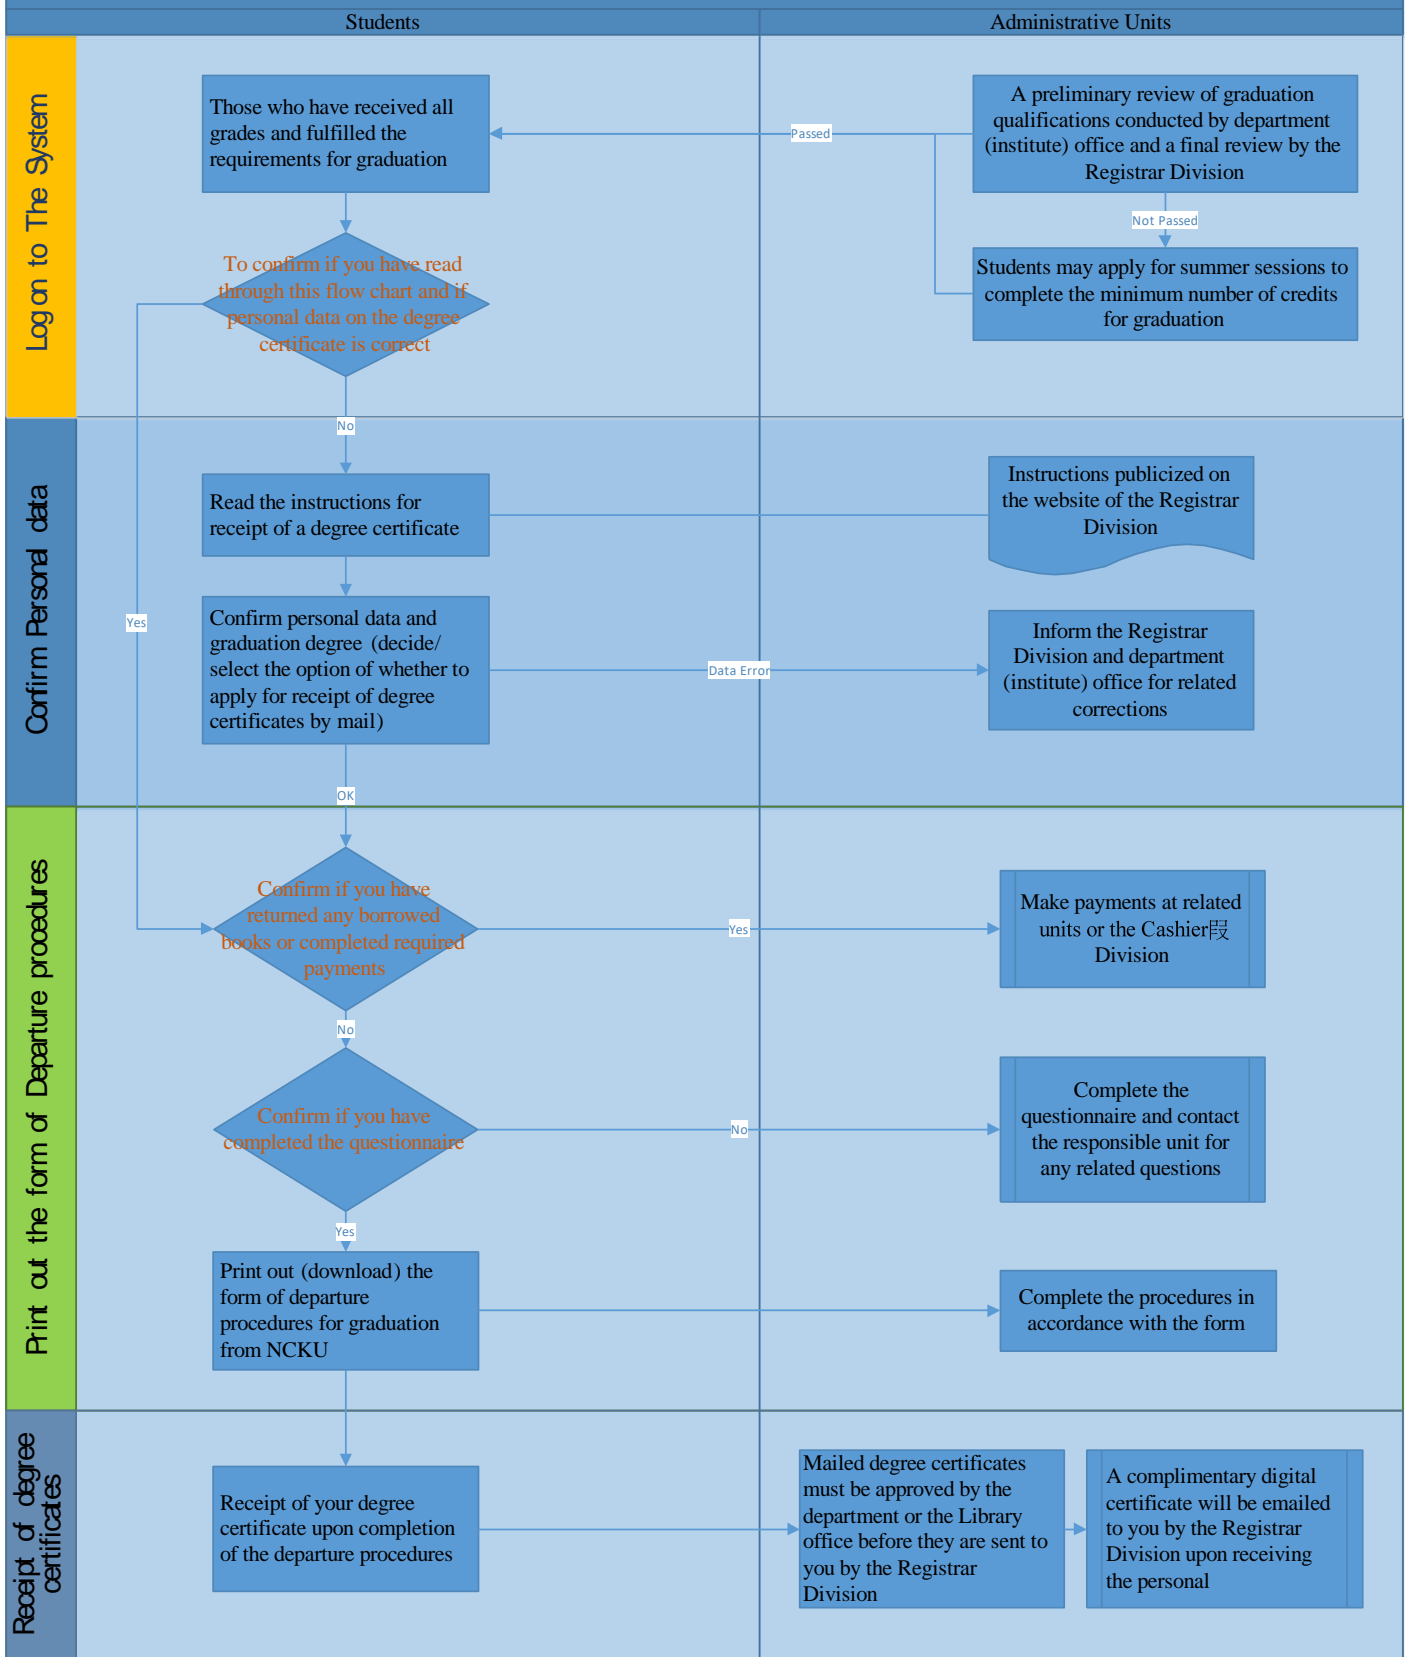 Students
Administrative Units
Log on to The System
Those who have received all
grades and fulfilled the
requirements for graduation
Passed
A preliminary review of graduation
qualifications conducted by department
(institute) office and a final review by the
Registrar Division
Not Passed
To confirm if you have read
through this flow chart and if
personal data on the degree
certificate is correct
Students may apply for summer sessions to
complete the minimum number of credits
for graduation
No
Confirm Personal data
Read the instructions for
receipt of a degree certificate
Instructions publicized on
the website of the Registrar
Division
Yes
Confirm personal data and
graduation degree (decide/
select the option of whether to
apply for receipt of degree
certificates by mail)
Data Error
Inform the Registrar
Division and department
(institute) office for related
corrections
OK
Print out the form of Departure procedures
Confirm if you have
returned any borrowed
books or completed required
payments
Yes
Make payments at related
units or the Cashier段
Division
No
Confirm if you have
completed the questionnaire
No
Complete the
questionnaire and contact
the responsible unit for
any related questions
Yes
Print out (download) the
form of departure
procedures for graduation
from NCKU
Complete the procedures in
accordance with the form
Receipt of degree
certificates
Receipt of your degree
certificate upon completion
of the departure procedures
Mailed degree certificates
must be approved by the
department or the Library
office before they are sent to
you by the Registrar
Division
A complimentary digital
certificate will be emailed
to you by the Registrar
Division upon receiving
the personal